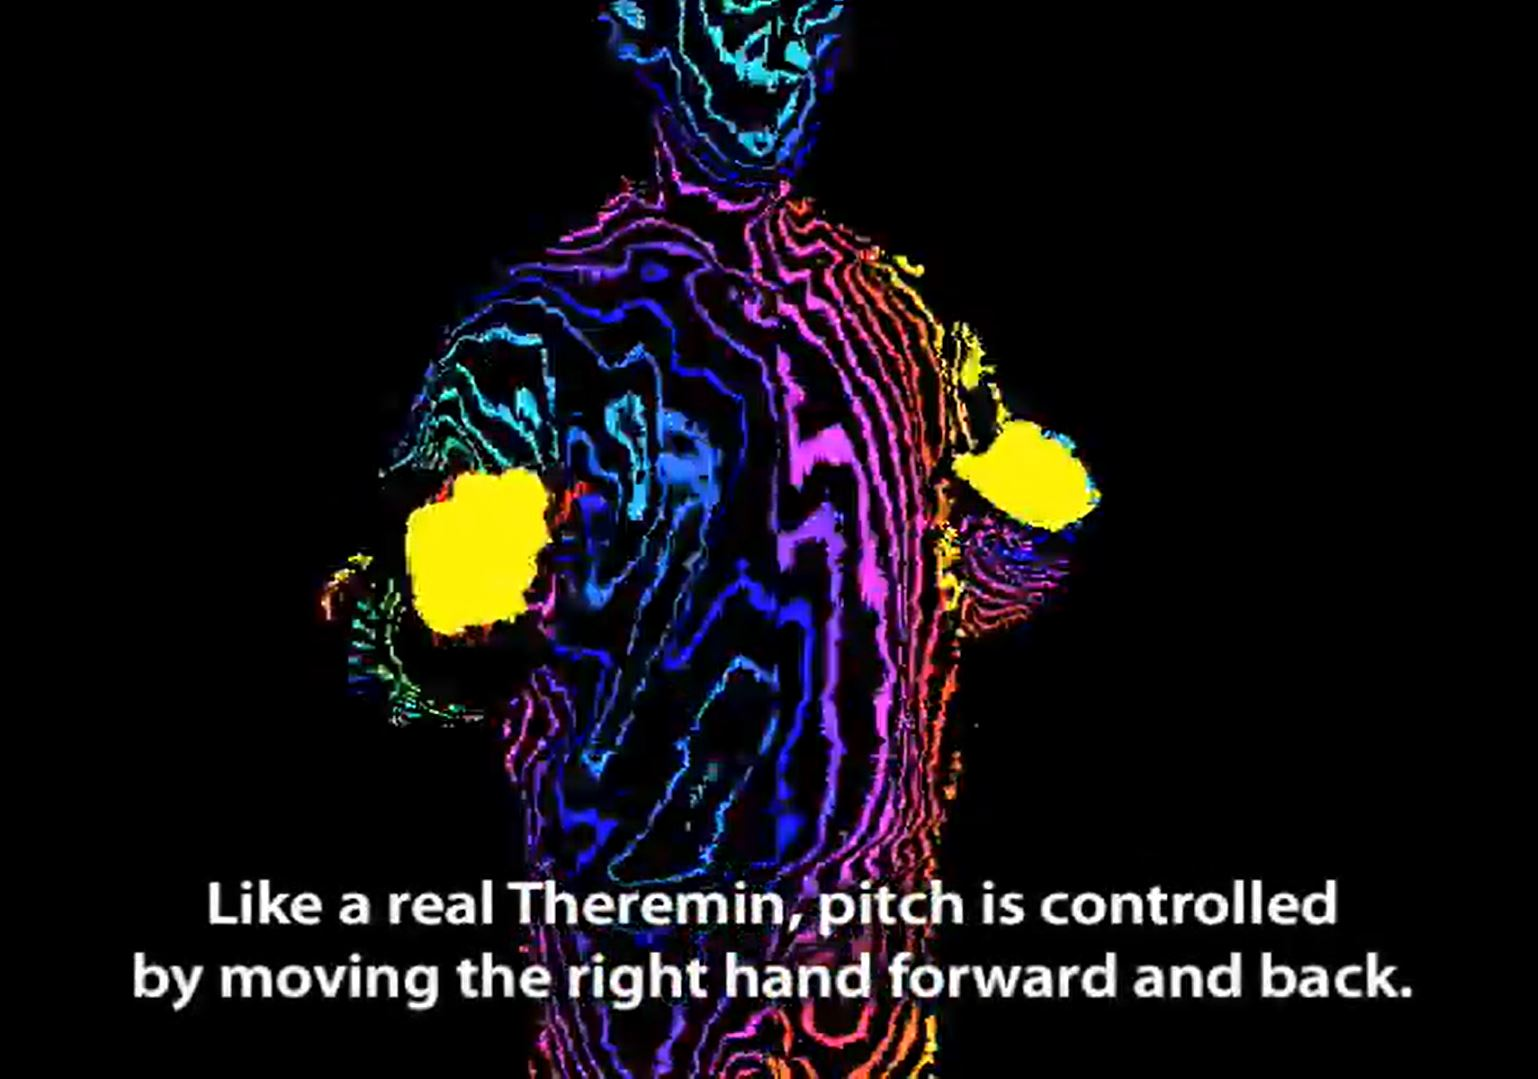 Like a real Theremin, pitch is controlled
by moving the right hand forward and back.